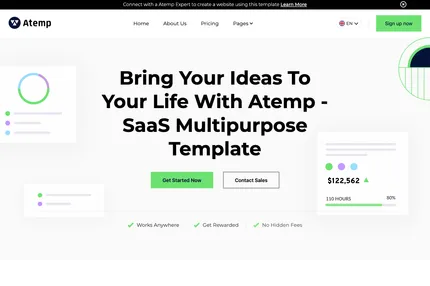 Connect with a Atemp Expert to create a website using this template Learn More
Atemp
Home About Us Pricing Pages
EN
Sign up now
Bring Your Ideas To
Your Life With Atemp -
SaaS Multipurpose
Template
Get Started Now
Contact Sales
$122,562
110 HOURS 80%
Works Anywhere
Get Rewarded
No Hidden Fees